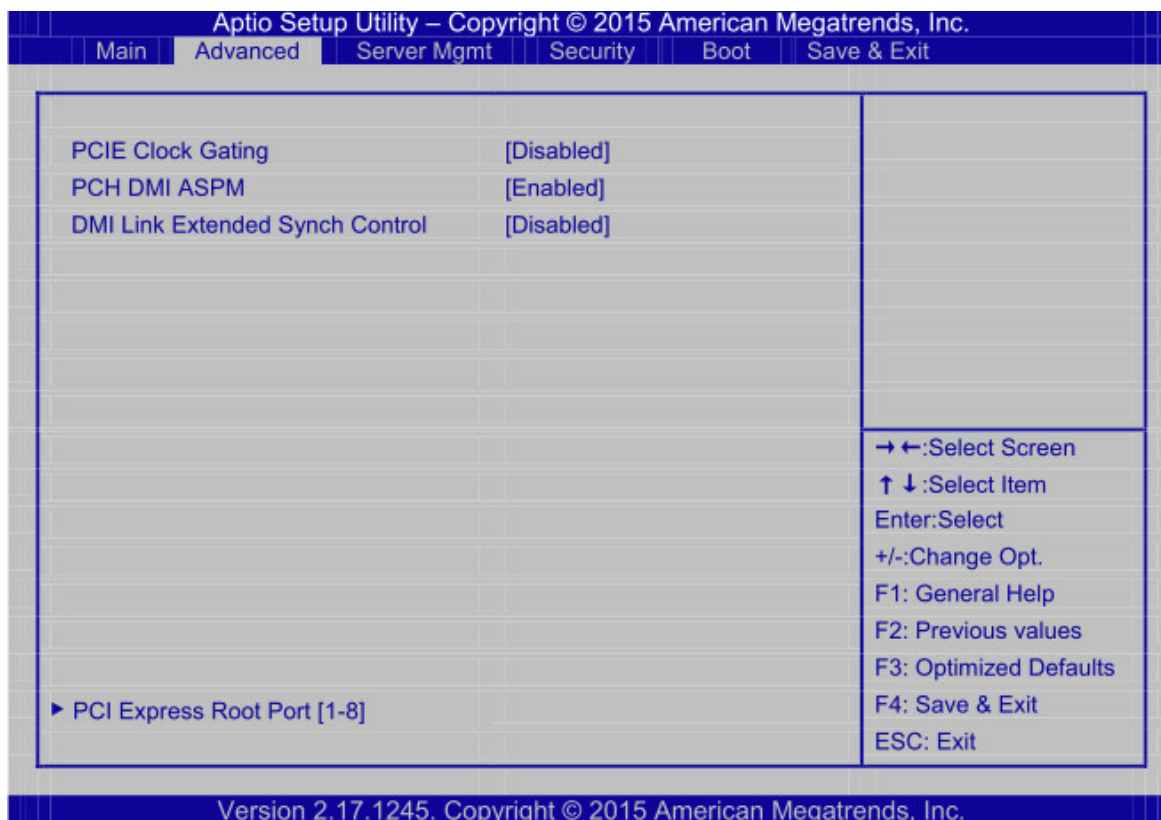 Aptio Setup Utility – Copyright © 2015 American Megatrends, Inc.
Main Advanced Server Mgmt Security Boot Save & Exit
PCIE Clock Gating [Disabled]
PCH DMI ASPM [Enabled]
DMI Link Extended Synch Control [Disabled]
▶ PCI Express Root Port [1-8]
→←:Select Screen
↑↓:Select Item
Enter:Select
+/-:Change Opt.
F1: General Help
F2: Previous values
F3: Optimized Defaults
F4: Save & Exit
ESC: Exit
Version 2.17.1245. Copyright © 2015 American Megatrends, Inc.